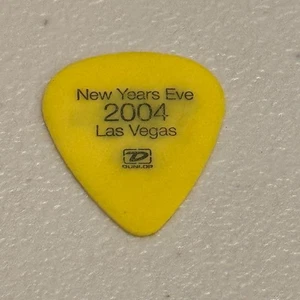 New Years Eve
2004
Las Vegas
DUNLOP